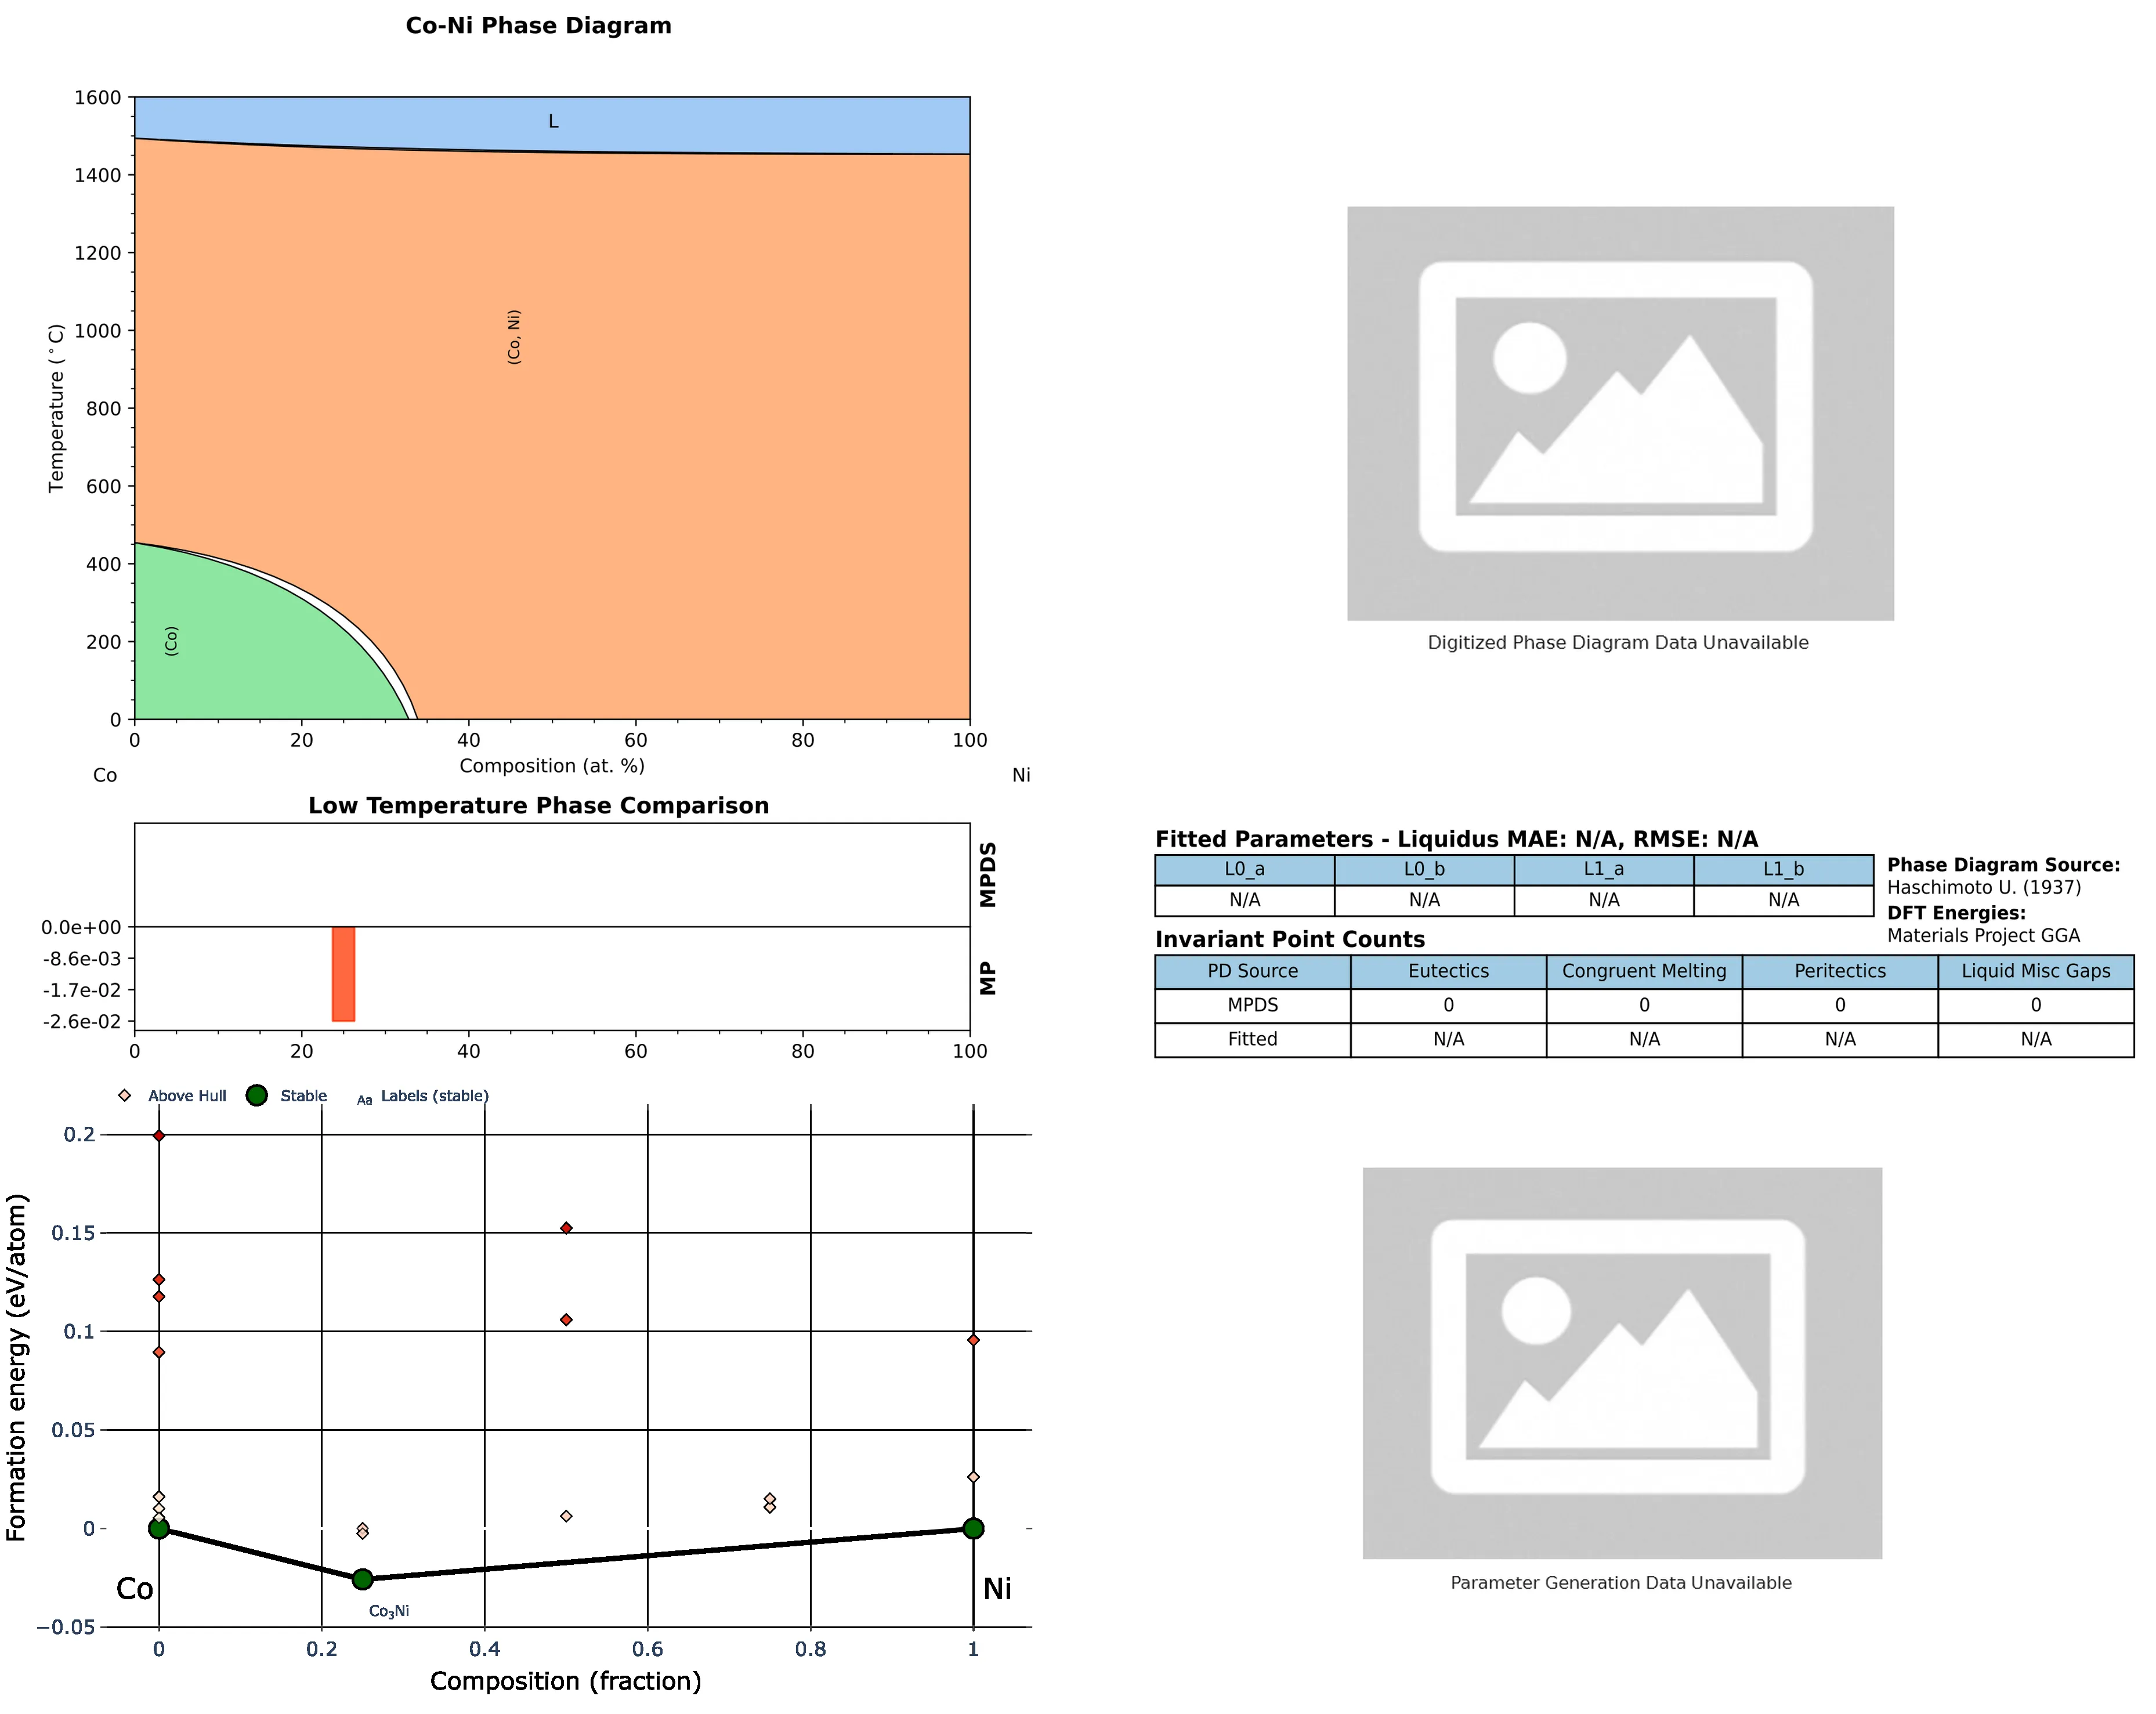 Co-Ni Phase Diagram
1600
1400
1200
1000
800
600
400
200
0
Temperature (°C)
L
(Co, Ni)
(Co)
0 20 40 60 80 100
Composition (at. %)
Co Ni
Digitized Phase Diagram Data Unavailable
Low Temperature Phase Comparison
MPDS
MP
0.0e+00
-8.6e-03
-1.7e-02
-2.6e-02
0 20 40 60 80 100
Fitted Parameters - Liquidus MAE: N/A, RMSE: N/A
L0_a L0_b L1_a L1_b
N/A N/A N/A N/A
Phase Diagram Source:
Haschimoto U. (1937)
DFT Energies:
Materials Project GGA
Invariant Point Counts
PD Source Eutectics Congruent Melting Peritectics Liquid Misc Gaps
MPDS 0 0 0 0
Fitted N/A N/A N/A N/A
Above Hull Stable Aa Labels (stable)
0.2
0.15
0.1
0.05
0
−0.05
Formation energy (eV/atom)
Co Ni
Co₃Ni
0 0.2 0.4 0.6 0.8 1
Composition (fraction)
Parameter Generation Data Unavailable